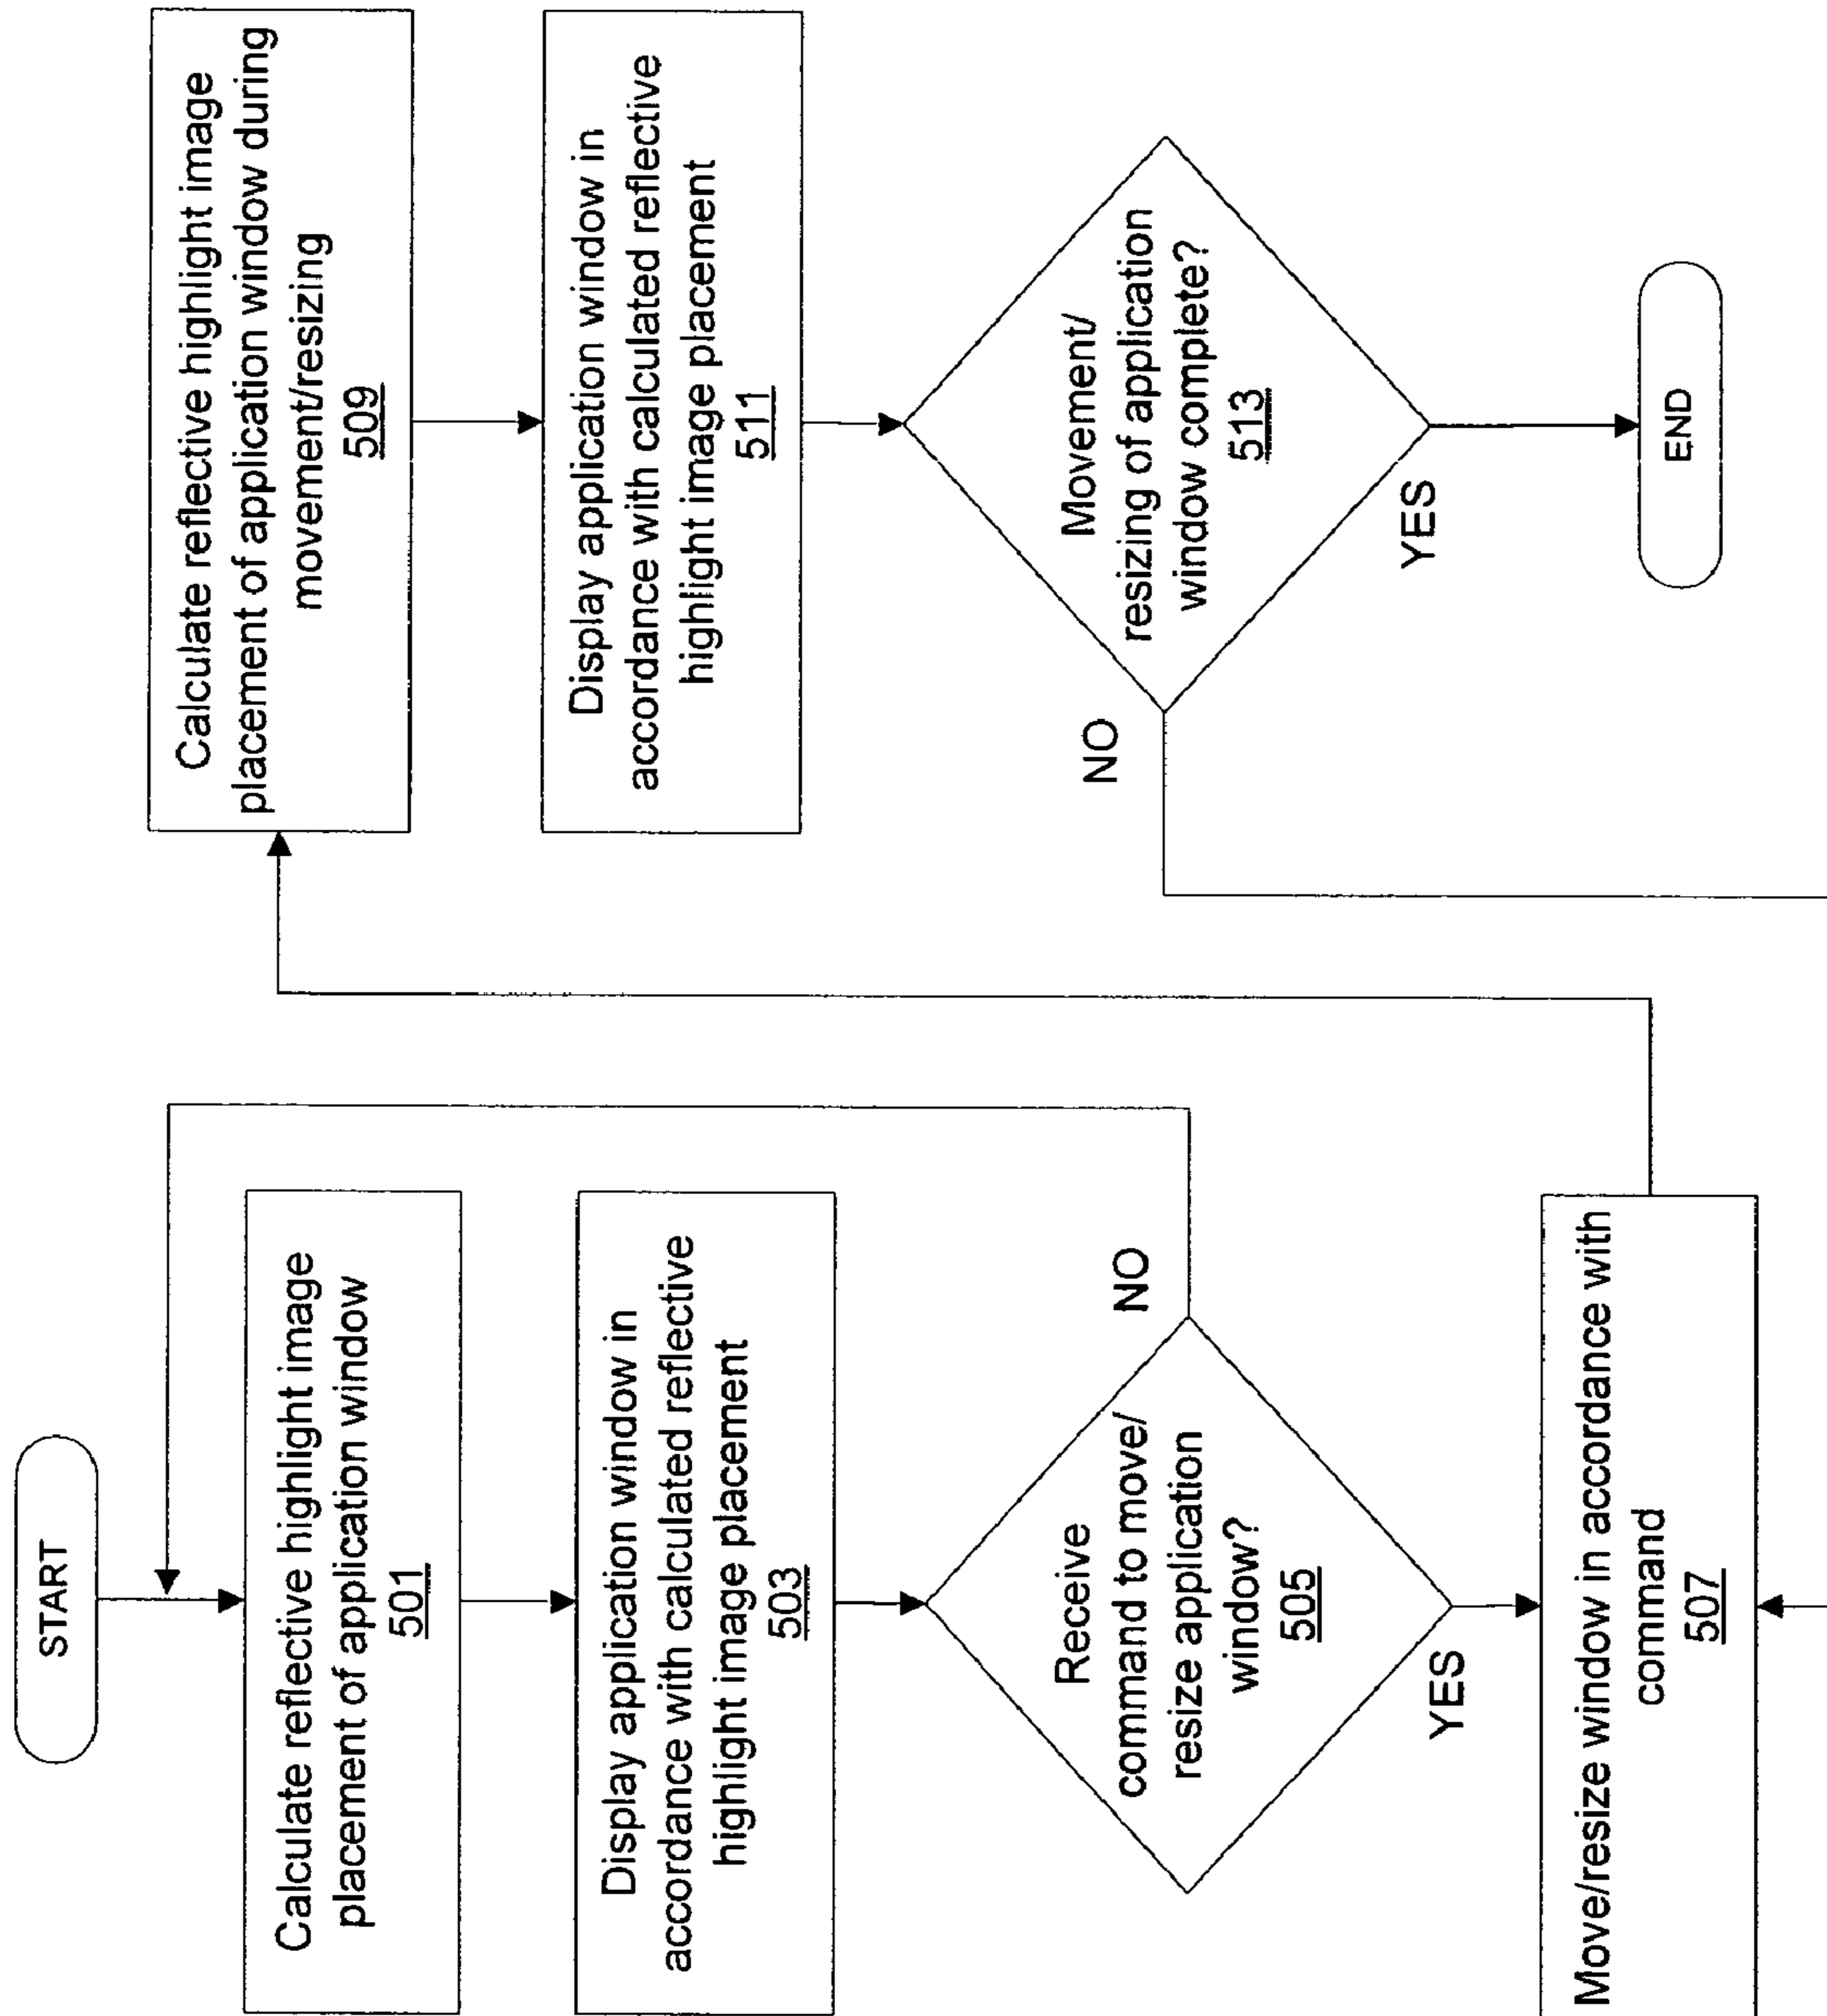 START
Calculate reflective highlight image
placement of application window
501
Display application window in
accordance with calculated reflective
highlight image placement
503
Receive
command to move/
resize application
window?
505
NO
YES
Move/resize window in accordance with
command
507
Calculate reflective highlight image
placement of application window during
movement/resizing
509
Display application window in
accordance with calculated reflective
highlight image placement
511
Movement/
resizing of application
window complete?
513
NO
YES
END